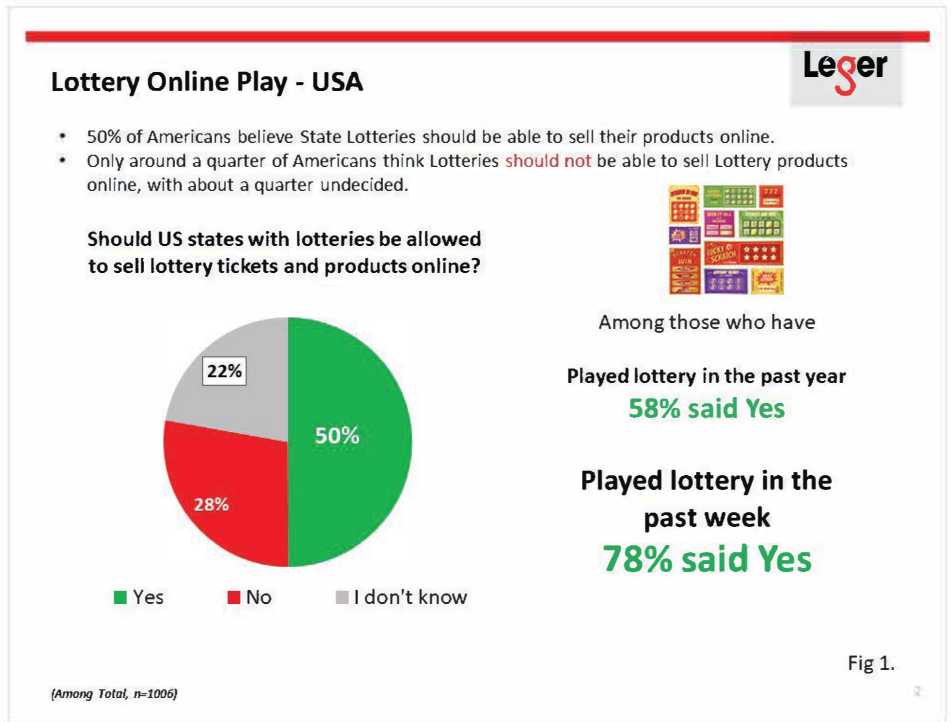 Leger
Lottery Online Play - USA
• 50% of Americans believe State Lotteries should be able to sell their products online.
• Only around a quarter of Americans think Lotteries should not be able to sell Lottery products
online, with about a quarter undecided.
Should US states with lotteries be allowed
to sell lottery tickets and products online?
22%
50%
28%
Yes
No
I don't know
777
LUCKY
SCRATCH
WIN
Among those who have
Played lottery in the past year
58% said Yes
Played lottery in the
past week
78% said Yes
Fig 1.
(Among Total, n=1006)
2